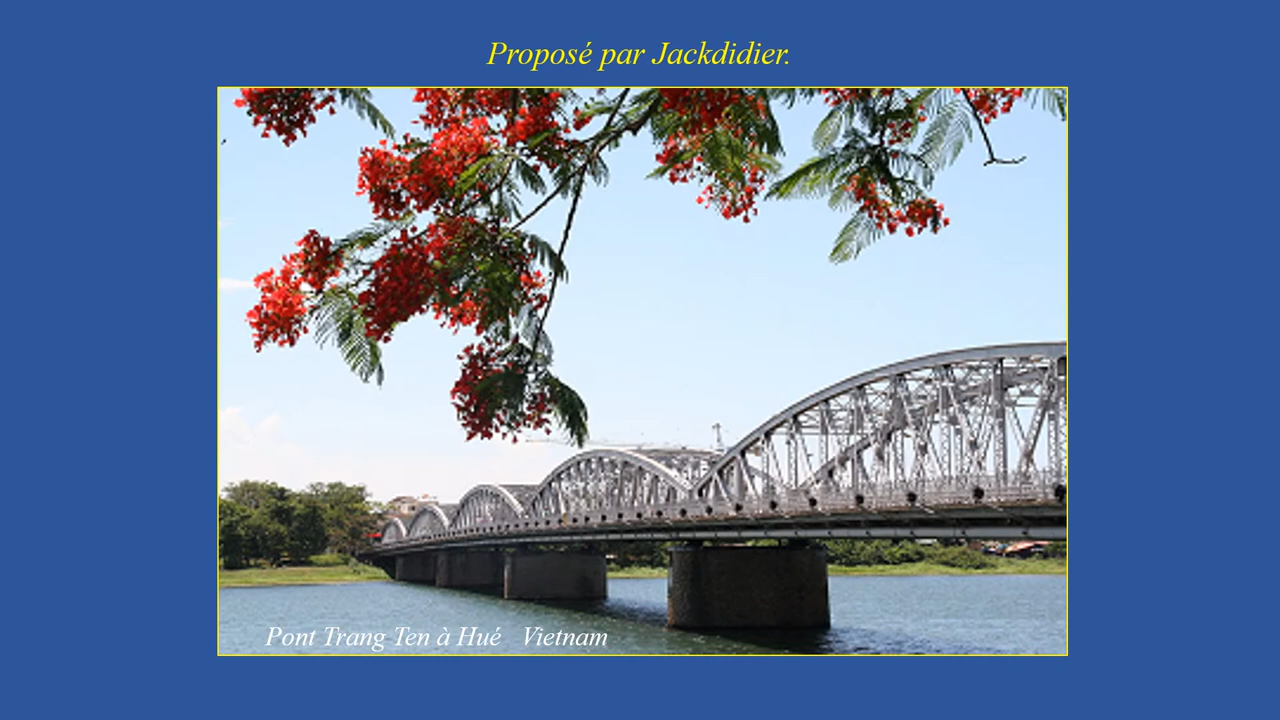 Proposé par Jackdidier.
Pont Trang Ten à Hué Vietnam